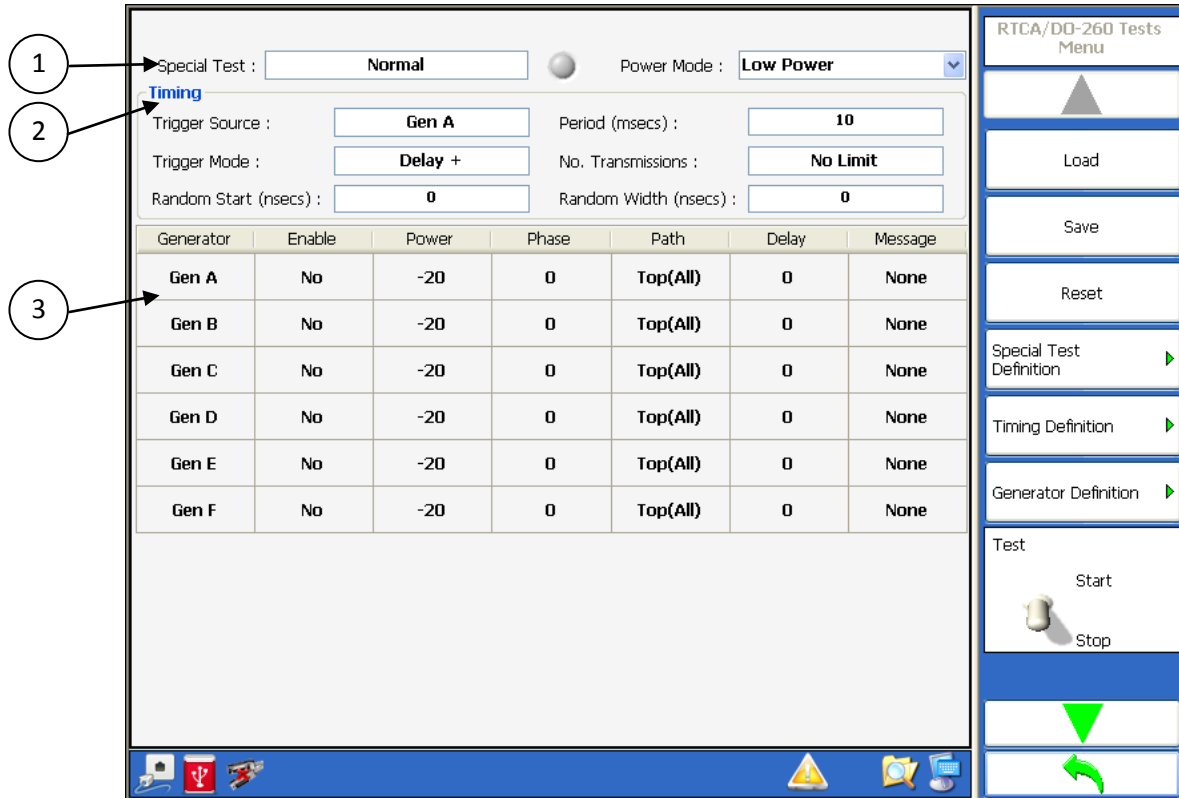 1
Special Test : Normal Power Mode : Low Power
2
Timing
Trigger Source : Gen A Period (msecs) : 10
Trigger Mode : Delay + No. Transmissions : No Limit
Random Start (nsecs) : 0 Random Width (nsecs) : 0
Generator Enable Power Phase Path Delay Message
3
Gen A No -20 0 Top(All) 0 None
Gen B No -20 0 Top(All) 0 None
Gen C No -20 0 Top(All) 0 None
Gen D No -20 0 Top(All) 0 None
Gen E No -20 0 Top(All) 0 None
Gen F No -20 0 Top(All) 0 None
RTCA/DO-260 Tests
Menu
Load
Save
Reset
Special Test
Definition
Timing Definition
Generator Definition
Test
Start
Stop